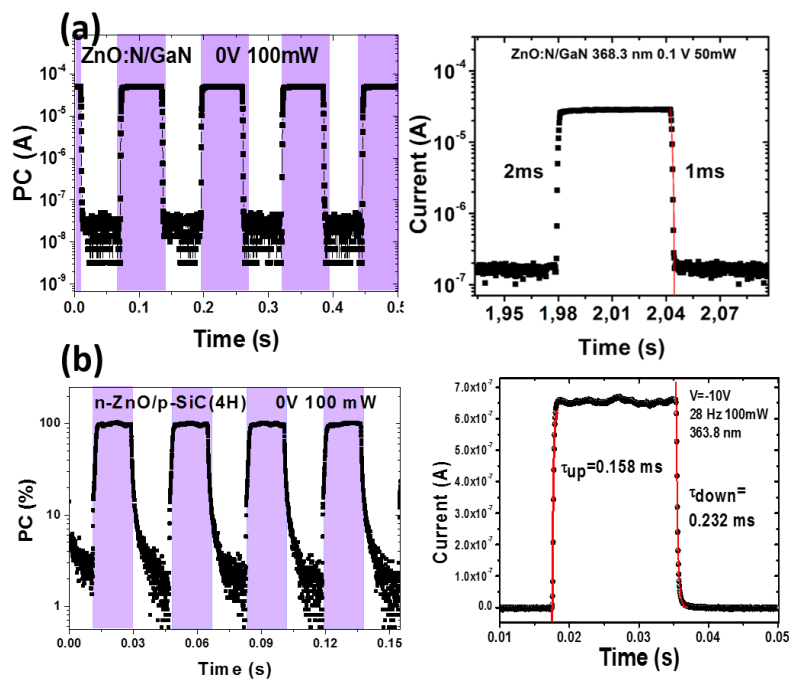 (a)
ZnO:N/GaN 0V 100mW
10⁻⁴
10⁻⁵
10⁻⁶
10⁻⁷
10⁻⁸
10⁻⁹
PC (A)
0.0 0.1 0.2 0.3 0.4 0.5
Time (s)
ZnO:N/GaN 368.3 nm 0.1 V 50mW
10⁻⁴
10⁻⁵
10⁻⁶
10⁻⁷
Current (A)
2ms
1ms
1,95 1,98 2,01 2,04 2,07
Time (s)
(b)
n-ZnO/p-SiC(4H) 0V 100 mW
100
10
1
PC (%)
0.00 0.03 0.06 0.09 0.12 0.15
Time (s)
7.0x10⁻⁷
6.0x10⁻⁷
5.0x10⁻⁷
4.0x10⁻⁷
3.0x10⁻⁷
2.0x10⁻⁷
1.0x10⁻⁷
0.0
Current (A)
V=-10V
28 Hz 100mW
363.8 nm
τup=0.158 ms
τdown=
0.232 ms
0.01 0.02 0.03 0.04 0.05
Time (s)